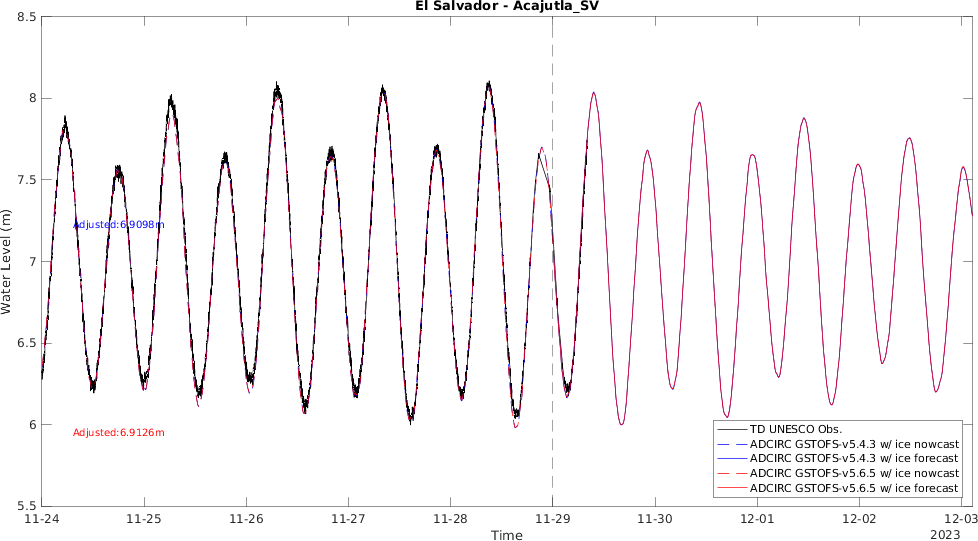 El Salvador - Acajutla_SV
8.5
8
7.5
7
6.5
6
5.5
Water Level (m)
Adjusted:6.9098m
Adjusted:6.9126m
TD UNESCO Obs.
ADCIRC GSTOFS-v5.4.3 w/ ice nowcast
ADCIRC GSTOFS-v5.4.3 w/ ice forecast
ADCIRC GSTOFS-v5.6.5 w/ ice nowcast
ADCIRC GSTOFS-v5.6.5 w/ ice forecast
11-24 11-25 11-26 11-27 11-28 11-29 11-30 12-01 12-02 12-03
Time
2023